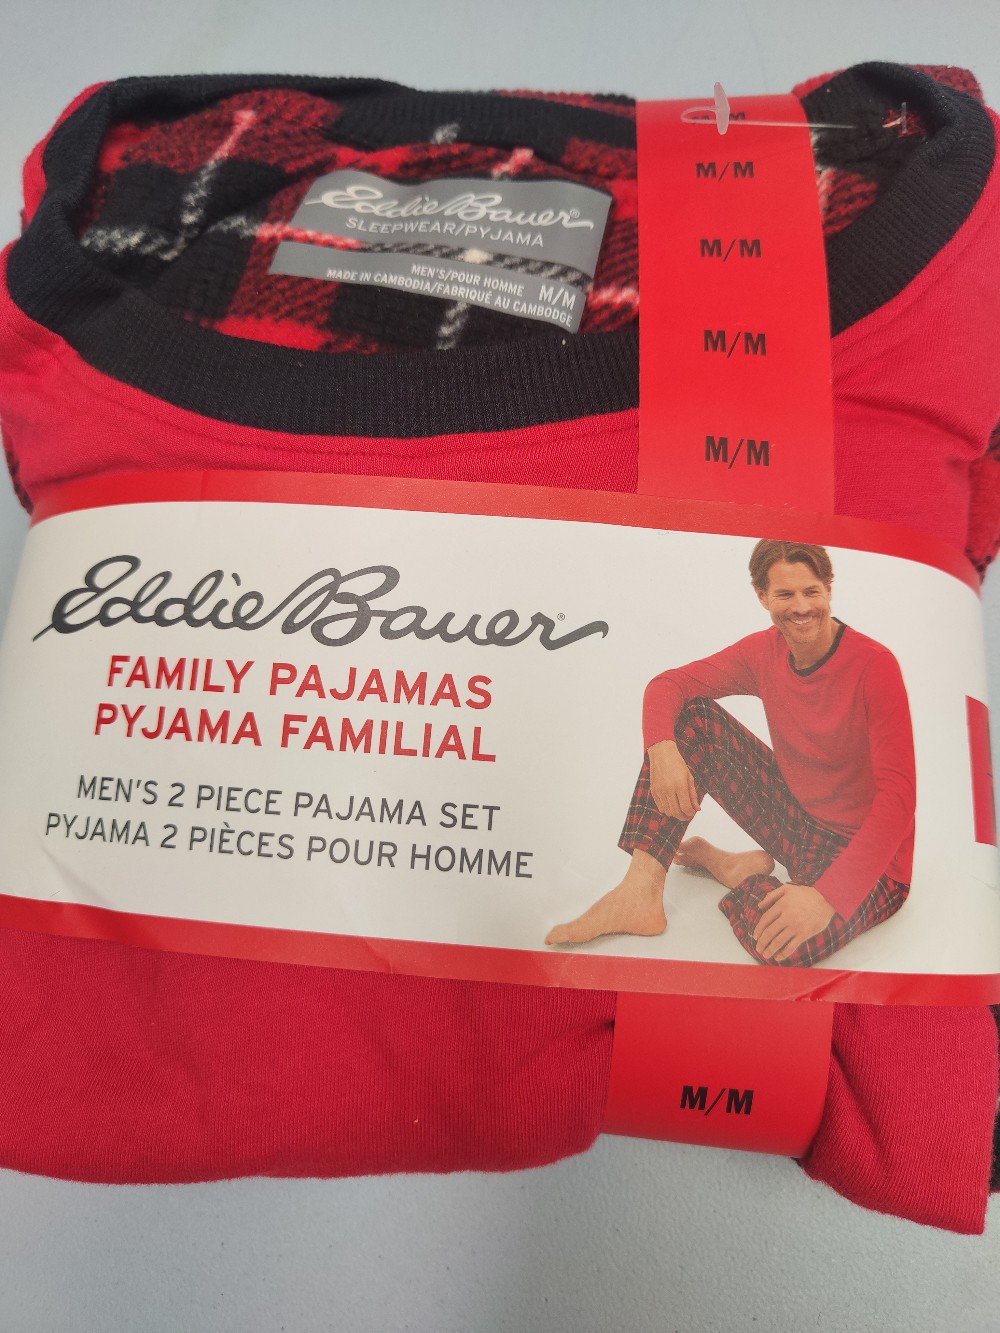 M/M
M/M
M/M
M/M
M/M
Eddie Bauer®
SLEEPWEAR/PYJAMA
MEN'S/POUR HOMME M/M
MADE IN CAMBODIA/FABRIQUÉ AU CAMBODGE
Eddie Bauer®
FAMILY PAJAMAS
PYJAMA FAMILIAL
MEN'S 2 PIECE PAJAMA SET
PYJAMA 2 PIÈCES POUR HOMME
M/M